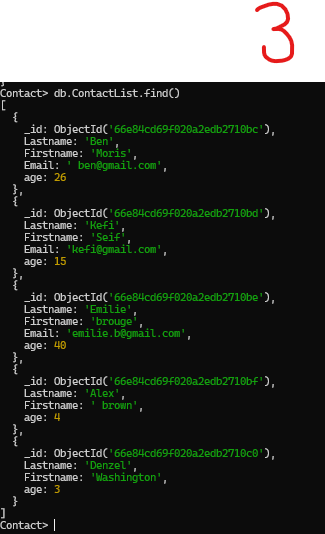 3
]
Contact> db.ContactList.find()
[
  {
    _id: ObjectId('66e84cd69f020a2edb2710bc'),
    Lastname: 'Ben',
    Firstname: 'Moris',
    Email: ' ben@gmail.com',
    age: 26
  },
  {
    _id: ObjectId('66e84cd69f020a2edb2710bd'),
    Lastname: 'Kefi',
    Firstname: 'Seif',
    Email: 'kefi@gmail.com',
    age: 15
  },
  {
    _id: ObjectId('66e84cd69f020a2edb2710be'),
    Lastname: 'Emilie',
    Firstname: 'brouge',
    Email: 'emilie.b@gmail.com',
    age: 40
  },
  {
    _id: ObjectId('66e84cd69f020a2edb2710bf'),
    Lastname: 'Alex',
    Firstname: ' brown',
    age: 4
  },
  {
    _id: ObjectId('66e84cd69f020a2edb2710c0'),
    Lastname: 'Denzel',
    Firstname: 'Washington',
    age: 3
  }
]
Contact>